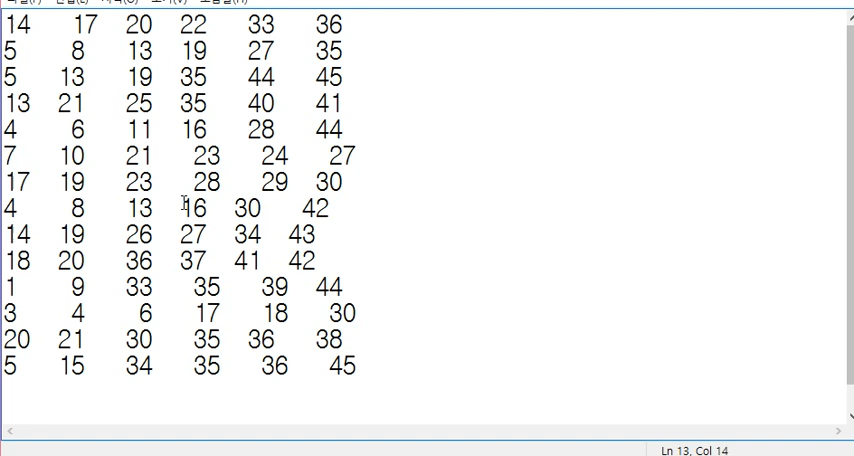 14 17 20 22 33 36
5 8 13 19 27 35
5 13 19 35 44 45
13 21 25 35 40 41
4 6 11 16 28 44
7 10 21 23 24 27
17 19 23 28 29 30
4 8 13 16 30 42
14 19 26 27 34 43
18 20 36 37 41 42
1 9 33 35 39 44
3 4 6 17 18 30
20 21 30 35 36 38
5 15 34 35 36 45
Ln 13, Col 14